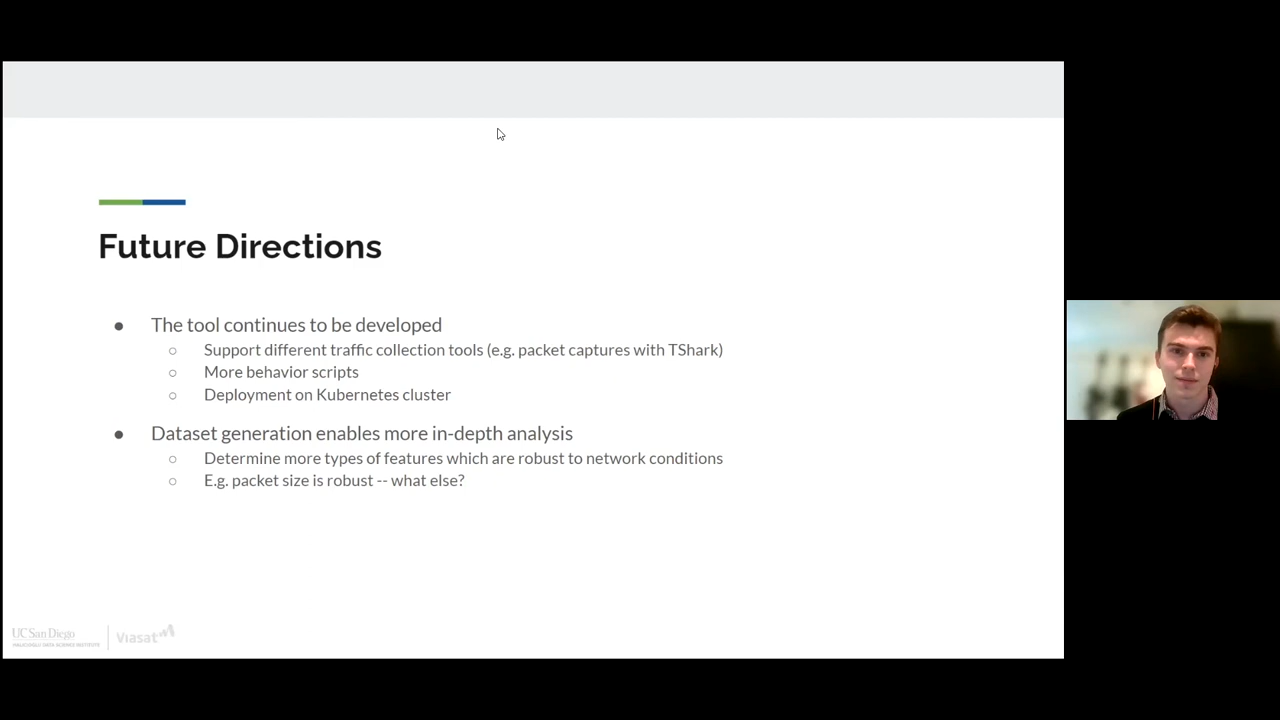 Future Directions
● The tool continues to be developed
○ Support different traffic collection tools (e.g. packet captures with TShark)
○ More behavior scripts
○ Deployment on Kubernetes cluster
● Dataset generation enables more in-depth analysis
○ Determine more types of features which are robust to network conditions
○ E.g. packet size is robust -- what else?
UC San Diego
HALICIOĞLU DATA SCIENCE INSTITUTE
Viasat